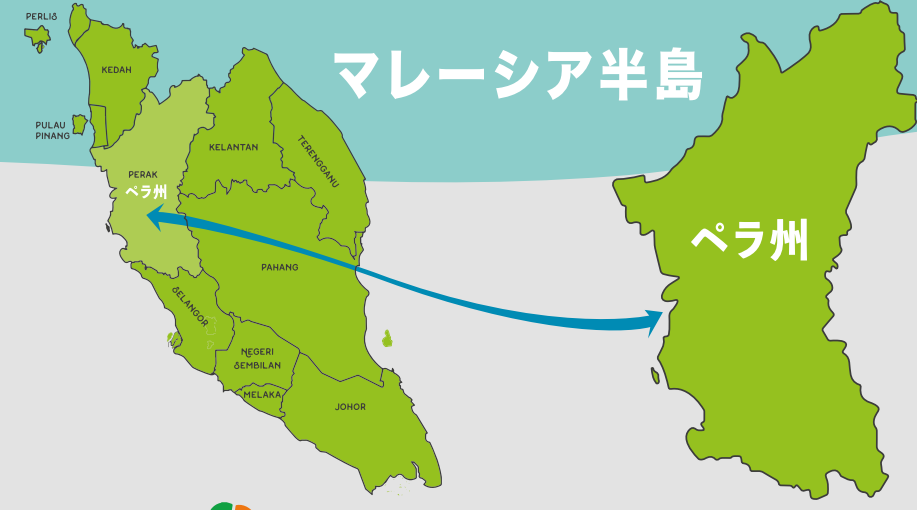 PERLIS
マレーシア半島
KEDAH
PULAU
PINANG
KELANTAN
TERENGGANU
PERAK
ペラ州
ペラ州
PAHANG
SELANGOR
NEGERI
SEMBILAN
MELAKA
JOHOR